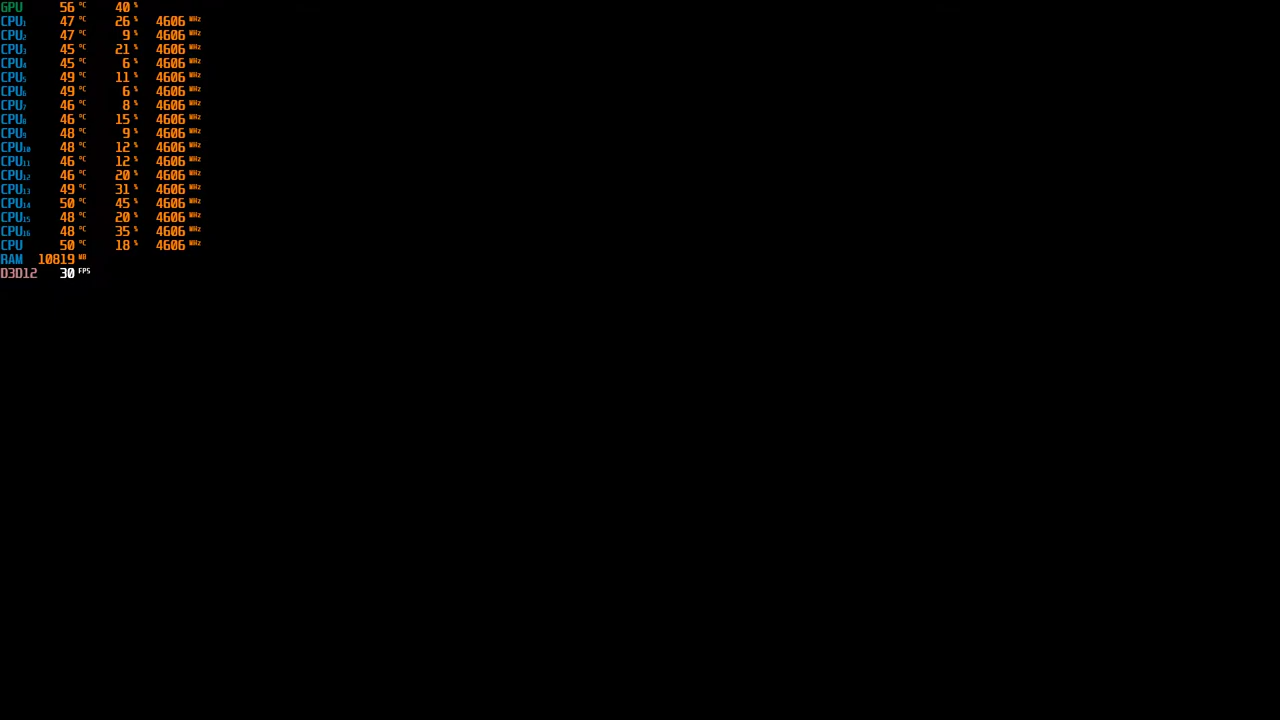 GPU 56 °C 40 %
CPU1 47 °C 26 % 4606 MHz
CPU2 47 °C 9 % 4606 MHz
CPU3 45 °C 21 % 4606 MHz
CPU4 45 °C 6 % 4606 MHz
CPU5 49 °C 11 % 4606 MHz
CPU6 49 °C 6 % 4606 MHz
CPU7 46 °C 8 % 4606 MHz
CPU8 46 °C 15 % 4606 MHz
CPU9 48 °C 9 % 4606 MHz
CPU10 48 °C 12 % 4606 MHz
CPU11 46 °C 12 % 4606 MHz
CPU12 46 °C 20 % 4606 MHz
CPU13 49 °C 31 % 4606 MHz
CPU14 50 °C 45 % 4606 MHz
CPU15 48 °C 20 % 4606 MHz
CPU16 48 °C 35 % 4606 MHz
CPU 50 °C 18 % 4606 MHz
RAM 10819 MB
D3D12 30 FPS